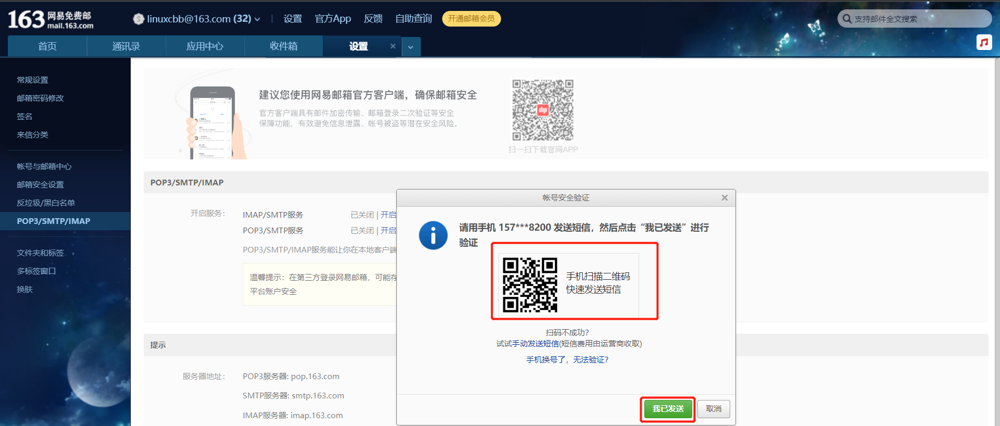 163 网易免费邮
mail.163.com
linuxcbb@163.com (32)
设置 官方App 反馈 自助查询 开通邮箱会员
支持邮件全文搜索
首页 通讯录 应用中心 收件箱 设置
常规设置
邮箱密码修改
签名
来信分类
帐号与邮箱中心
邮箱安全设置
反垃圾/黑白名单
POP3/SMTP/IMAP
文件夹和标签
多标签窗口
换肤
建议您使用网易邮箱官方客户端，确保邮箱安全
官方客户端具有邮件加密传输、邮箱登录二次验证等安全
保障功能，有效避免信息泄露、帐号被盗等潜在安全风险。
扫一扫下载官网APP
POP3/SMTP/IMAP
开启服务：
IMAP/SMTP服务 已关闭 | 开启
POP3/SMTP服务 已关闭 | 开启
POP3/SMTP/IMAP服务能让你在本地客户端
温馨提示：在第三方登录网易邮箱，可能存
平台账户安全
提示
服务器地址：
POP3服务器: pop.163.com
SMTP服务器: smtp.163.com
IMAP服务器: imap.163.com
帐号安全验证
请用手机 157***8200 发送短信，然后点击“我已发送”进行
验证
手机扫描二维码
快速发送短信
扫码不成功？
试试手动发送短信(短信费用由运营商收取)
手机换号了，无法验证？
我已发送 取消